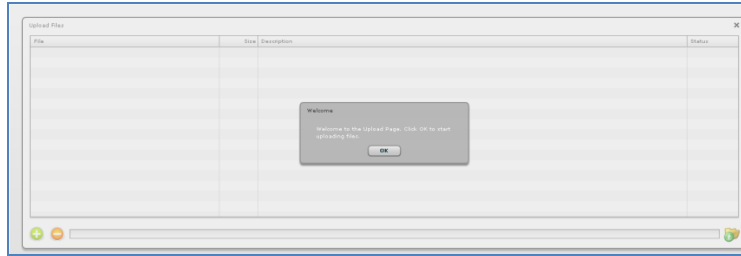 Upload Files
File Size Description Status
Welcome
Welcome to the Upload Page. Click OK to start
uploading files.
OK